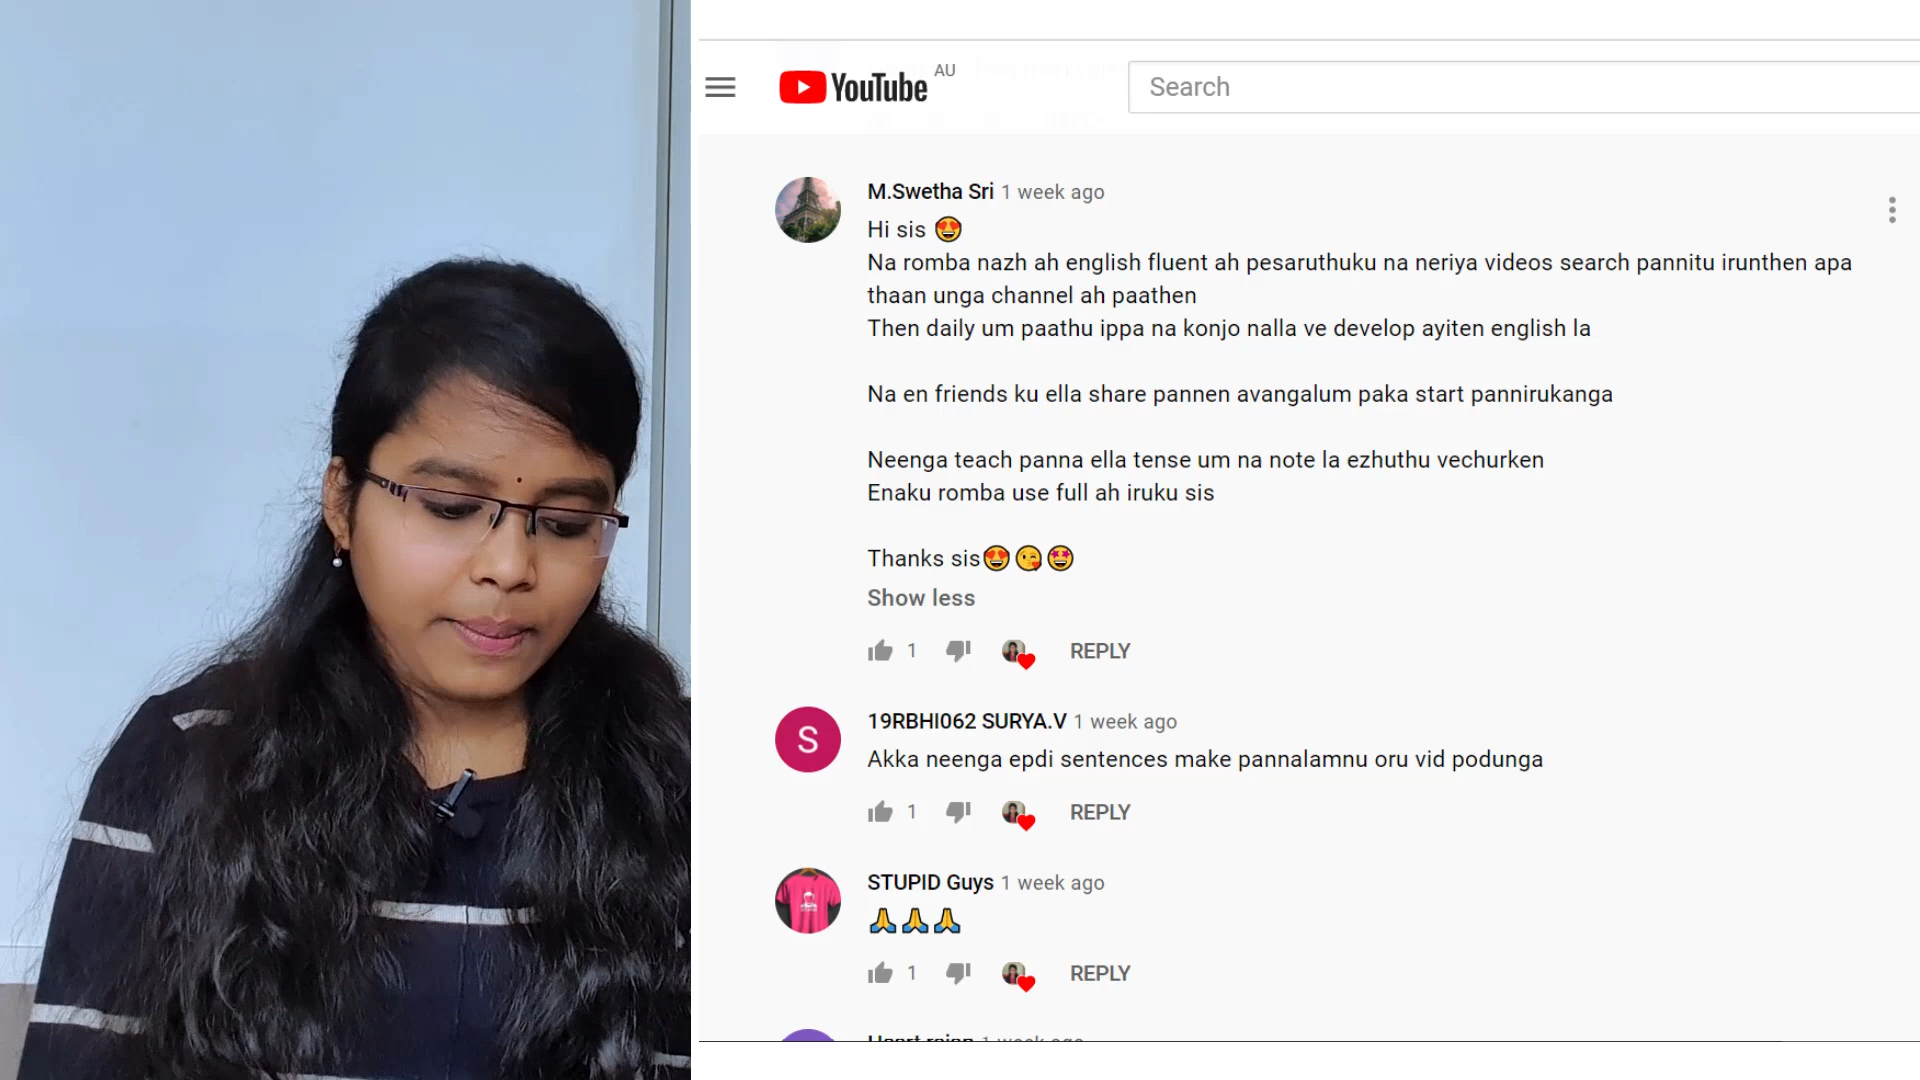 YouTube AU
Search
M.Swetha Sri 1 week ago
Hi sis 😍
Na romba nazh ah english fluent ah pesaruthuku na neriya videos search pannitu irunthen apa
thaan unga channel ah paathen
Then daily um paathu ippa na konjo nalla ve develop ayiten english la
Na en friends ku ella share pannen avangalum paka start pannirukanga
Neenga teach panna ella tense um na note la ezhuthu vechurken
Enaku romba use full ah iruku sis
Thanks sis😍😘🤩
Show less
1 REPLY
19RBHI062 SURYA.V 1 week ago
S
Akka neenga epdi sentences make pannalamnu oru vid podunga
1 REPLY
STUPID Guys 1 week ago
🙏🙏🙏
1 REPLY
1 week ago